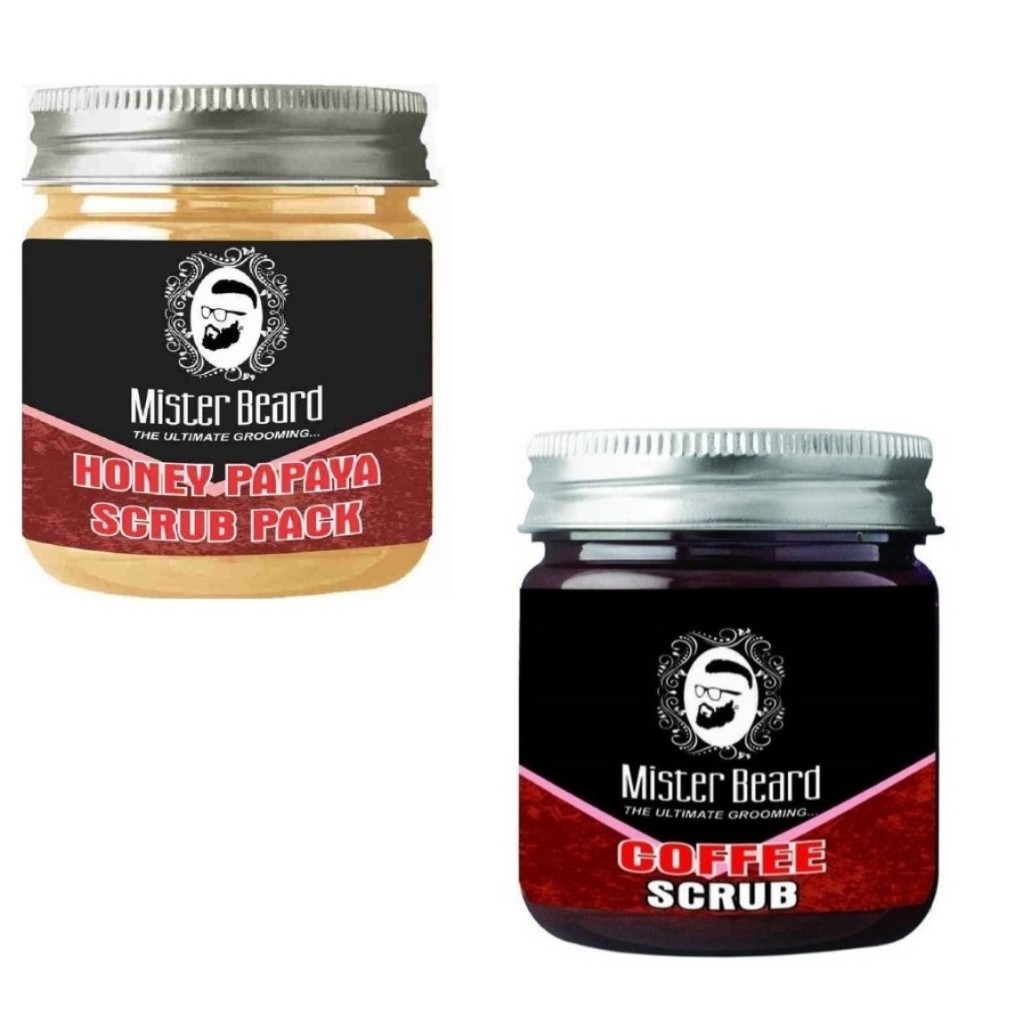 Mister Beard
THE ULTIMATE GROOMING...
HONEY PAPAYA
SCRUB PACK
Mister Beard
THE ULTIMATE GROOMING...
COFFEE
SCRUB